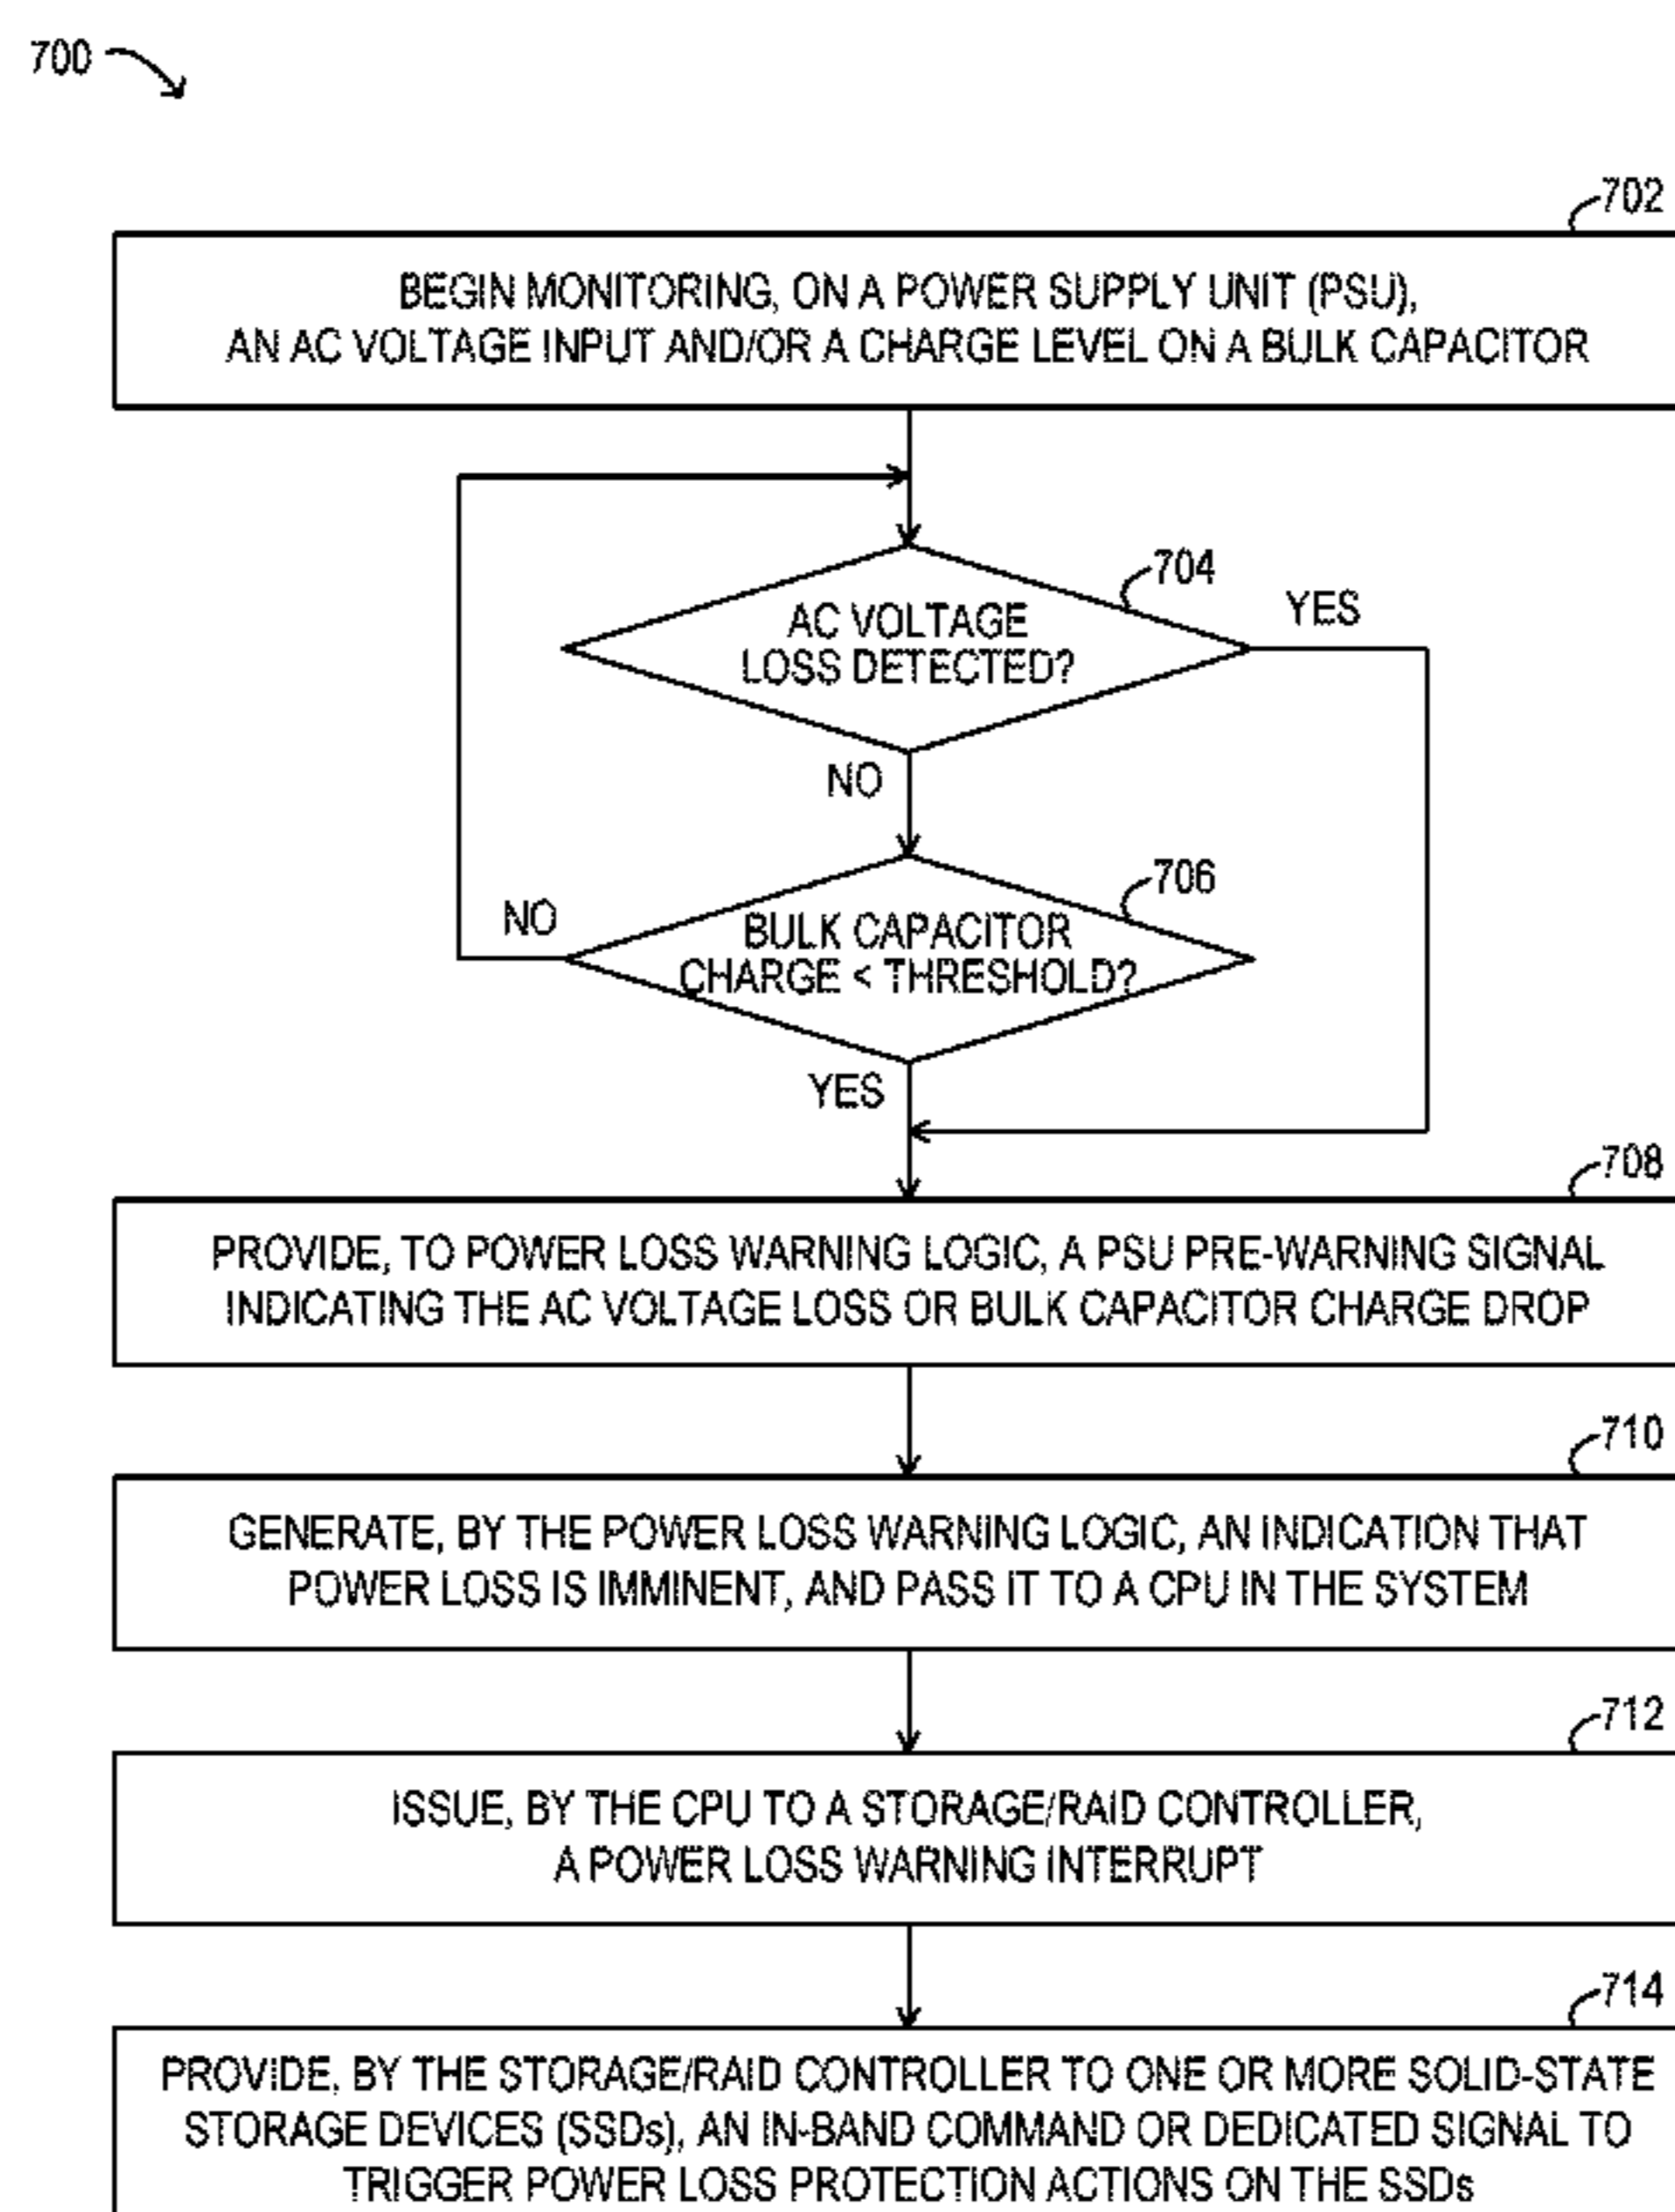 700
702
BEGIN MONITORING, ON A POWER SUPPLY UNIT (PSU),
AN AC VOLTAGE INPUT AND/OR A CHARGE LEVEL ON A BULK CAPACITOR
704
YES
AC VOLTAGE
LOSS DETECTED?
NO
706
NO
BULK CAPACITOR
CHARGE < THRESHOLD?
YES
708
PROVIDE, TO POWER LOSS WARNING LOGIC, A PSU PRE-WARNING SIGNAL
INDICATING THE AC VOLTAGE LOSS OR BULK CAPACITOR CHARGE DROP
710
GENERATE, BY THE POWER LOSS WARNING LOGIC, AN INDICATION THAT
POWER LOSS IS IMMINENT, AND PASS IT TO A CPU IN THE SYSTEM
712
ISSUE, BY THE CPU TO A STORAGE/RAID CONTROLLER,
A POWER LOSS WARNING INTERRUPT
714
PROVIDE, BY THE STORAGE/RAID CONTROLLER TO ONE OR MORE SOLID-STATE
STORAGE DEVICES (SSDs), AN IN-BAND COMMAND OR DEDICATED SIGNAL TO
TRIGGER POWER LOSS PROTECTION ACTIONS ON THE SSDs